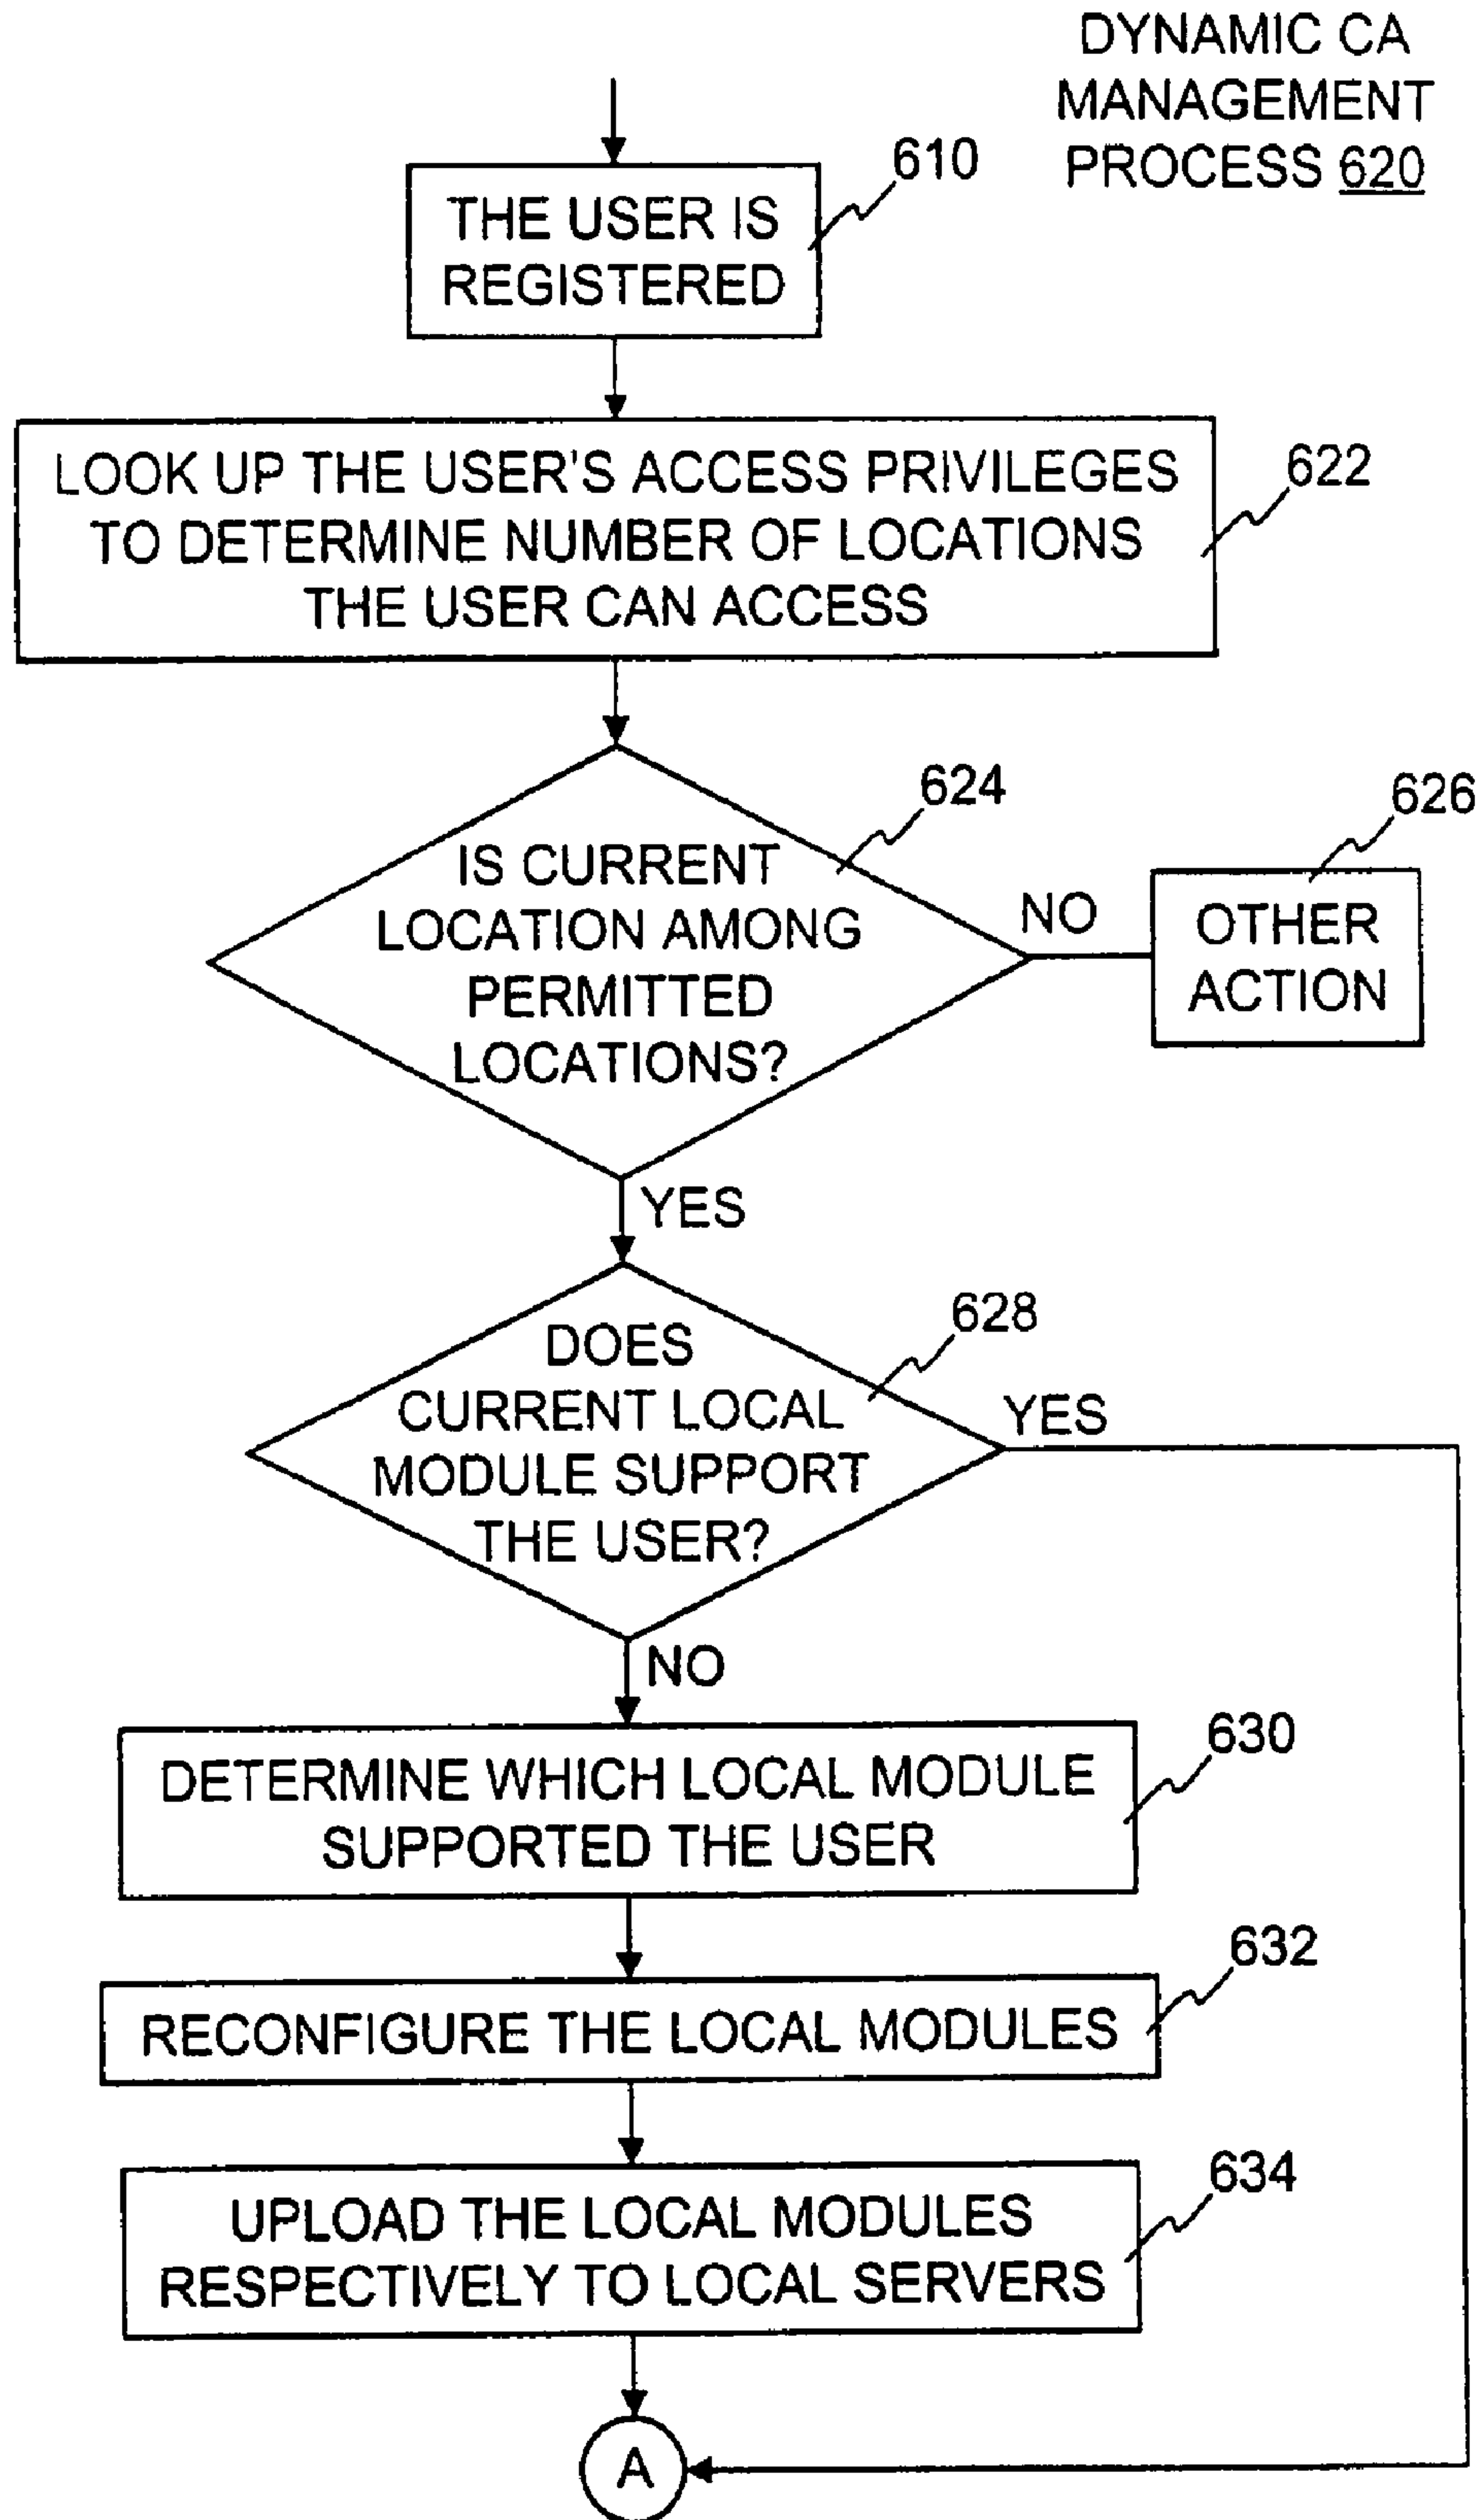 DYNAMIC CA
MANAGEMENT
PROCESS 620
610
THE USER IS
REGISTERED
622
LOOK UP THE USER'S ACCESS PRIVILEGES
TO DETERMINE NUMBER OF LOCATIONS
THE USER CAN ACCESS
624
IS CURRENT
LOCATION AMONG
PERMITTED
LOCATIONS?
NO
626
OTHER
ACTION
YES
628
DOES
CURRENT LOCAL
MODULE SUPPORT
THE USER?
YES
NO
630
DETERMINE WHICH LOCAL MODULE
SUPPORTED THE USER
632
RECONFIGURE THE LOCAL MODULES
634
UPLOAD THE LOCAL MODULES
RESPECTIVELY TO LOCAL SERVERS
A